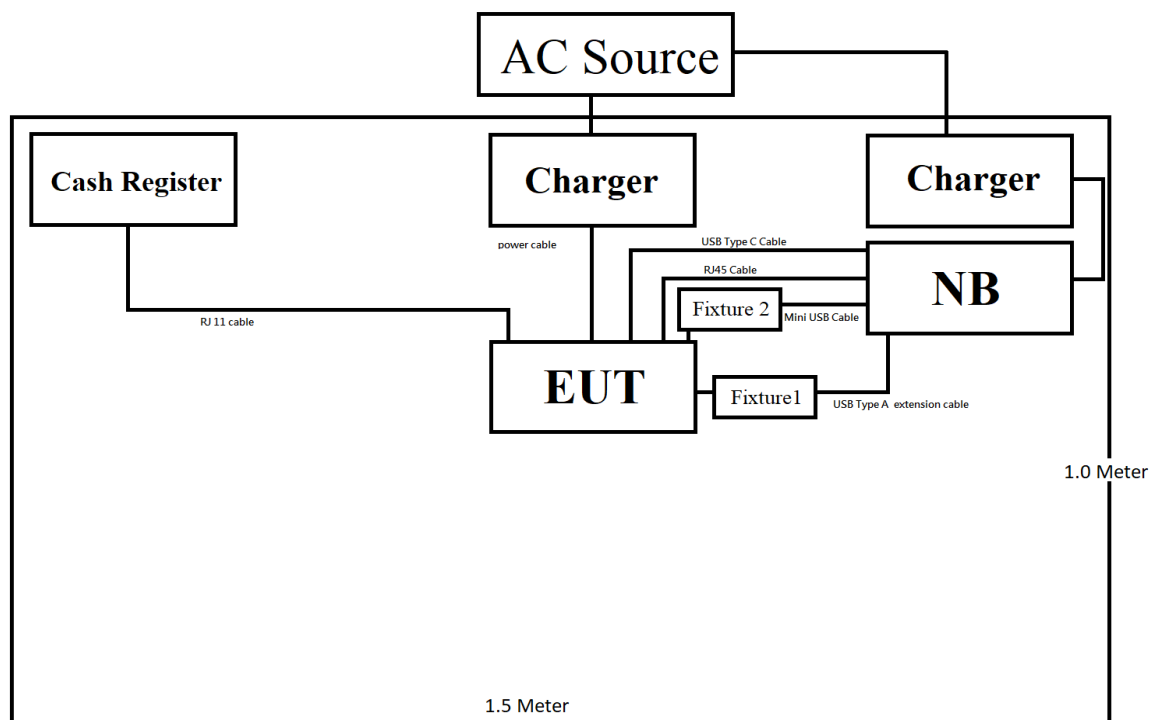 AC Source
Cash Register
Charger
Charger
power cable
USB Type C Cable
RJ45 Cable
NB
Fixture 2
Mini USB Cable
RJ 11 cable
EUT
Fixture1
USB Type A extension cable
1.0 Meter
1.5 Meter